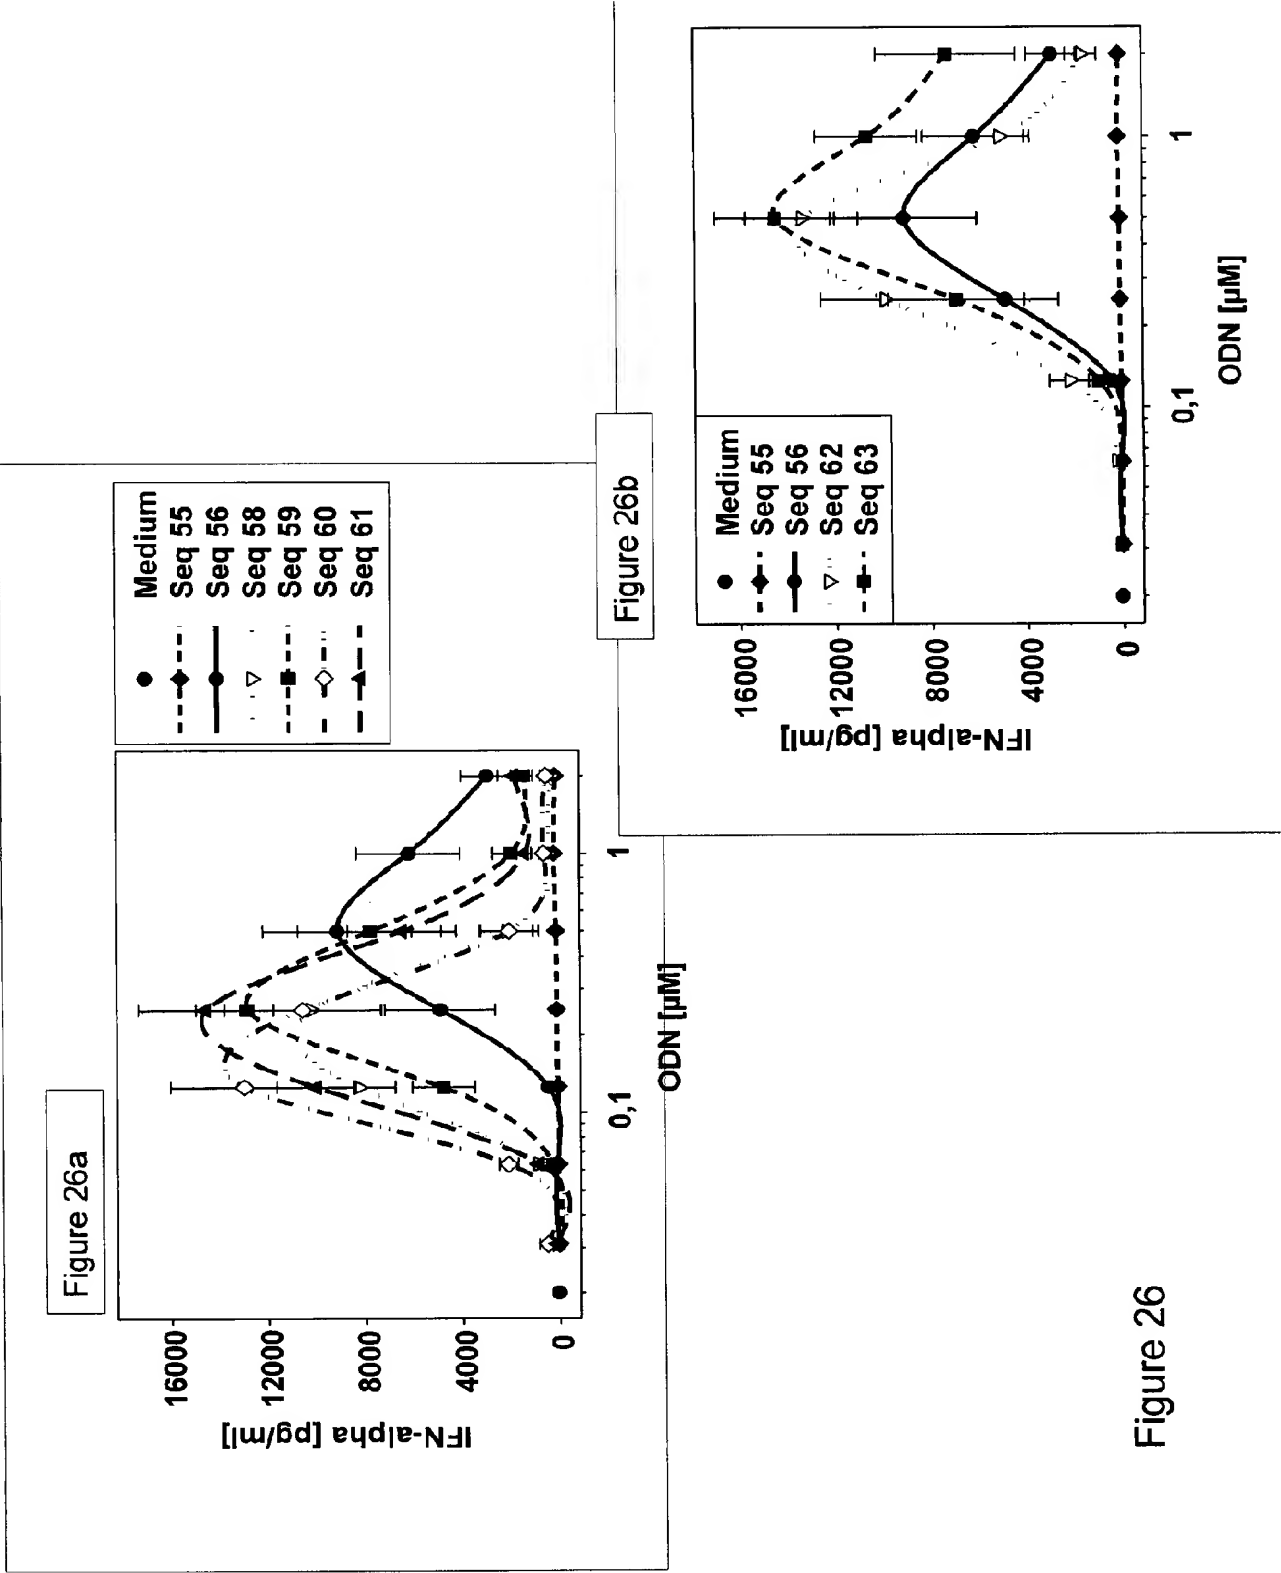 Figure 26a
IFN-alpha [pg/ml]
16000
12000
8000
4000
0
0,1
1
ODN [µM]
Medium
Seq 55
Seq 56
Seq 58
Seq 59
Seq 60
Seq 61
Figure 26b
IFN-alpha [pg/ml]
16000
12000
8000
4000
0
0,1
1
ODN [µM]
Medium
Seq 55
Seq 56
Seq 62
Seq 63
Figure 26